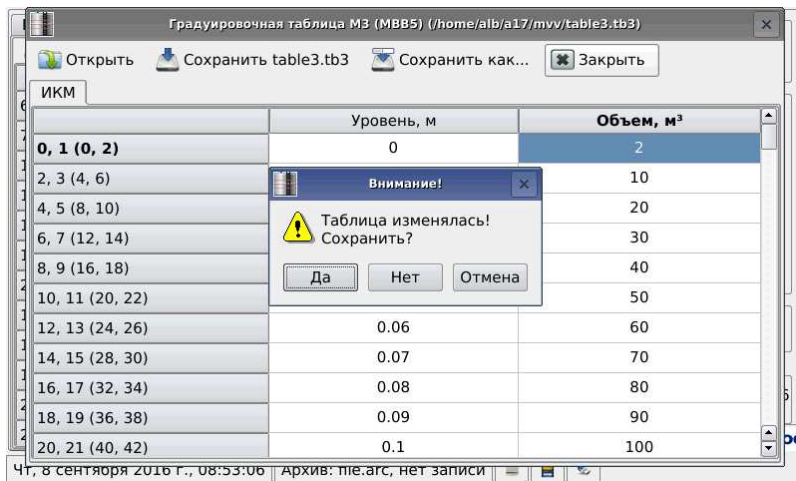 Градуировочная таблица М3 (МВВ5) (/home/alb/a17/mvv/table3.tb3)
Открыть Сохранить table3.tb3 Сохранить как... Закрыть
ИКМ
Уровень, м Объем, м³
0, 1 (0, 2) 0 2
2, 3 (4, 6) 10
4, 5 (8, 10) 20
6, 7 (12, 14) 30
8, 9 (16, 18) 40
10, 11 (20, 22) 50
12, 13 (24, 26) 0.06 60
14, 15 (28, 30) 0.07 70
16, 17 (32, 34) 0.08 80
18, 19 (36, 38) 0.09 90
20, 21 (40, 42) 0.1 100
Внимание!
Таблица изменялась!
Сохранить?
Да Нет Отмена
Чт, 8 сентября 2016 г., 08:53:06 Архив: file.arc, нет записи